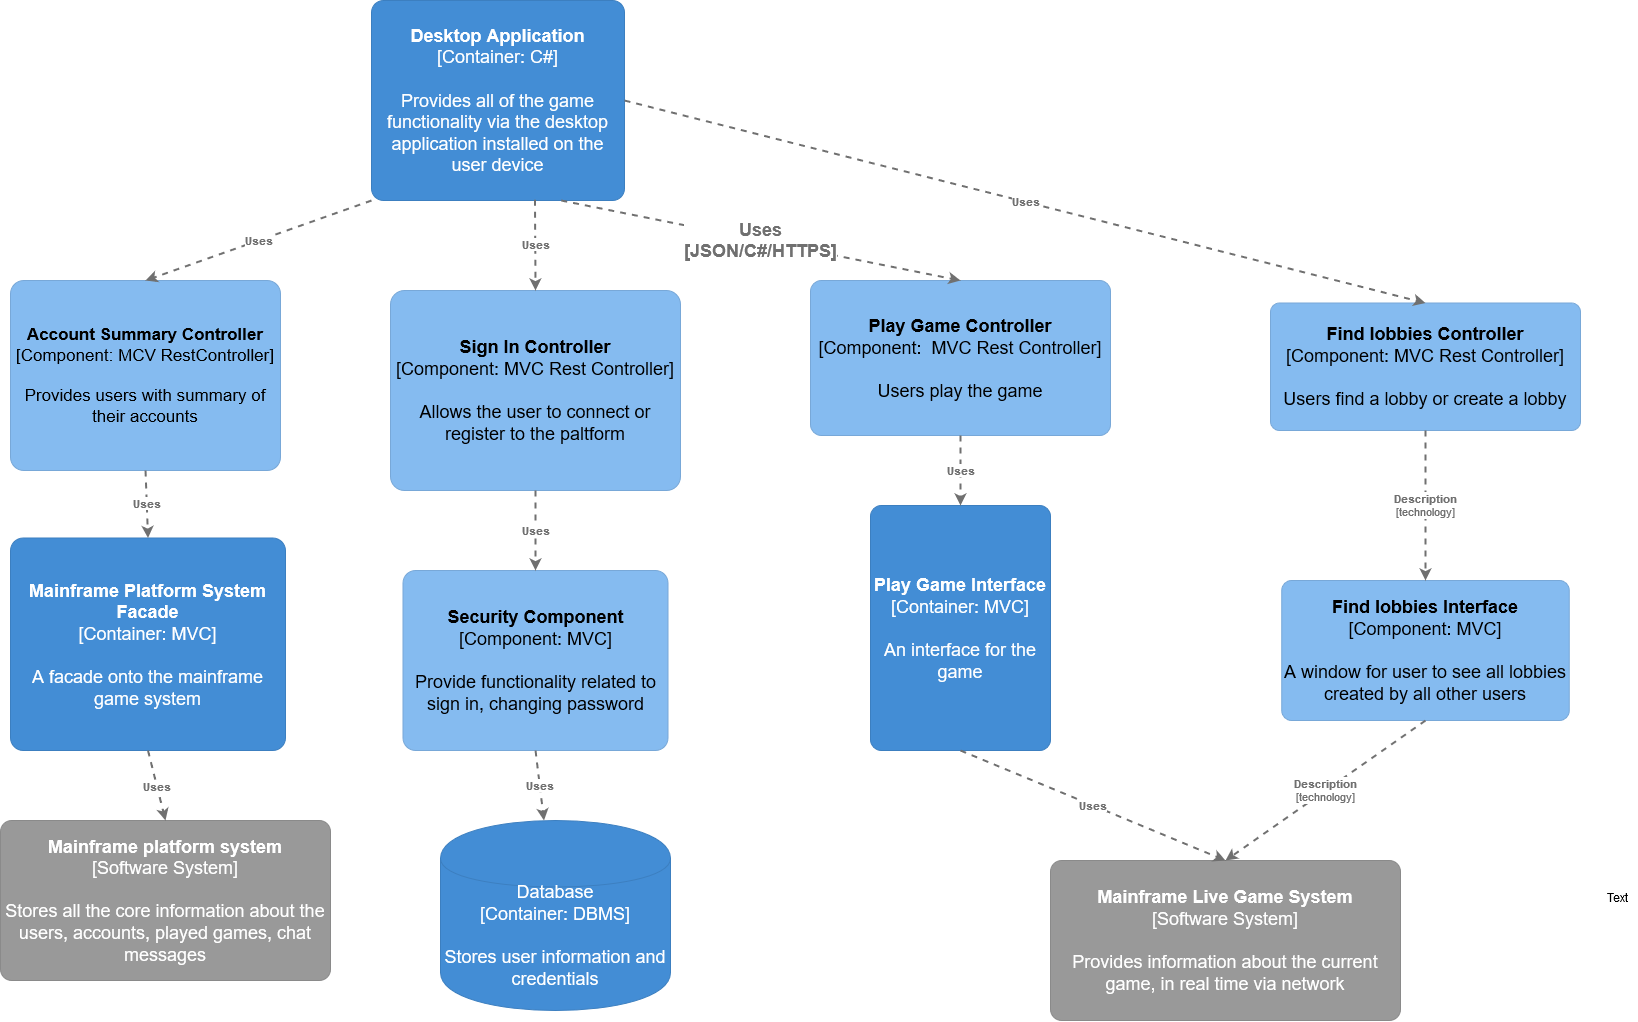 Desktop Application
[Container: C#]
Provides all of the game
functionality via the desktop
application installed on the
user device
Uses
Uses
Uses
Uses
[JSON/C#/HTTPS]
Account Summary Controller
[Component: MCV RestController]
Provides users with summary of
their accounts
Sign In Controller
[Component: MVC Rest Controller]
Allows the user to connect or
register to the paltform
Play Game Controller
[Component:  MVC Rest Controller]
Users play the game
Find lobbies Controller
[Component: MVC Rest Controller]
Users find a lobby or create a lobby
Uses
Uses
Uses
Description
[technology]
Mainframe Platform System
Facade
[Container: MVC]
A facade onto the mainframe
game system
Security Component
[Component: MVC]
Provide functionality related to
sign in, changing password
Play Game Interface
[Container: MVC]
An interface for the
game
Find lobbies Interface
[Component: MVC]
A window for user to see all lobbies
created by all other users
Uses
Uses
Uses
Description
[technology]
Mainframe platform system
[Software System]
Stores all the core information about the
users, accounts, played games, chat
messages
Database
[Container: DBMS]
Stores user information and
credentials
Mainframe Live Game System
[Software System]
Provides information about the current
game, in real time via network
Text